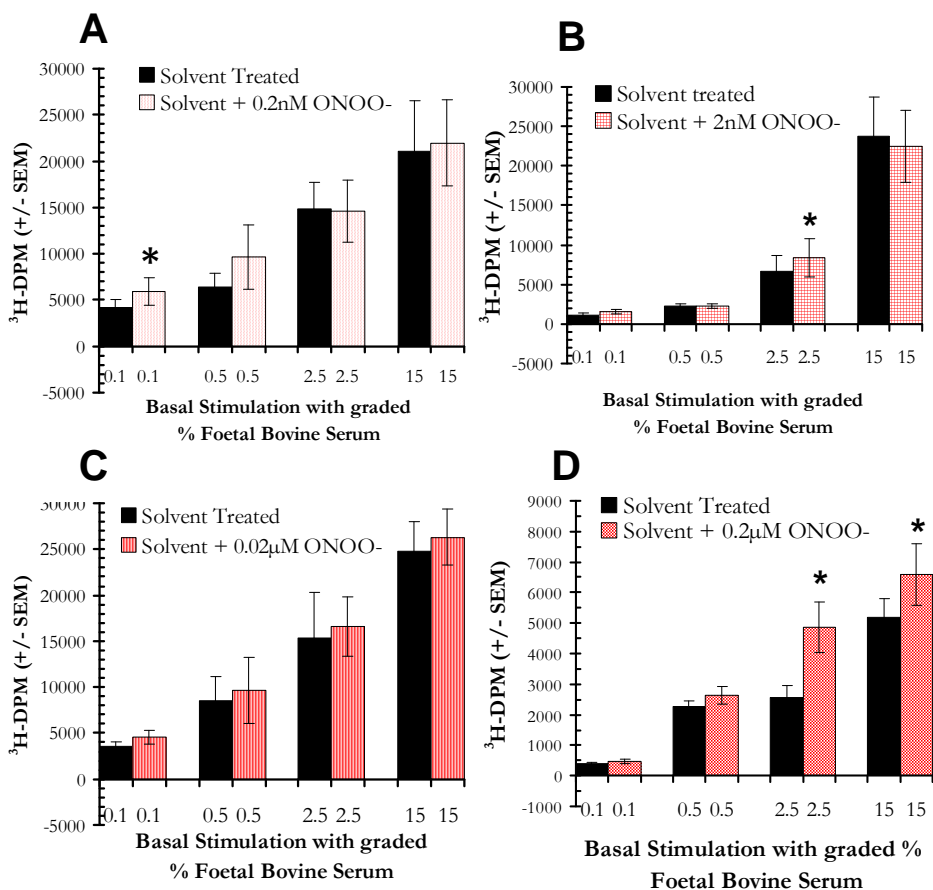 A
30000
25000
20000
15000
10000
5000
0
-5000
³H-DPM (+/- SEM)
Solvent Treated
Solvent + 0.2nM ONOO-
*
0.1 0.1 0.5 0.5 2.5 2.5 15 15
Basal Stimulation with graded
% Foetal Bovine Serum
B
30000
25000
20000
15000
10000
5000
0
-5000
³H-DPM (+/- SEM)
Solvent treated
Solvent + 2nM ONOO-
*
0.1 0.1 0.5 0.5 2.5 2.5 15 15
Basal Stimulation with graded
% Foetal Bovine Serum
C
30000
25000
20000
15000
10000
5000
0
-5000
³H-DPM (+/- SEM)
Solvent Treated
Solvent + 0.02µM ONOO-
0.1 0.1 0.5 0.5 2.5 2.5 15 15
Basal Stimulation with graded
% Foetal Bovine Serum
D
9000
8000
7000
6000
5000
4000
3000
2000
1000
0
-1000
³H-DPM (+/- SEM)
Solvent Treated
Solvent + 0.2µM ONOO-
*
*
0.1 0.1 0.5 0.5 2.5 2.5 15 15
Basal Stimulation with graded %
Foetal Bovine Serum